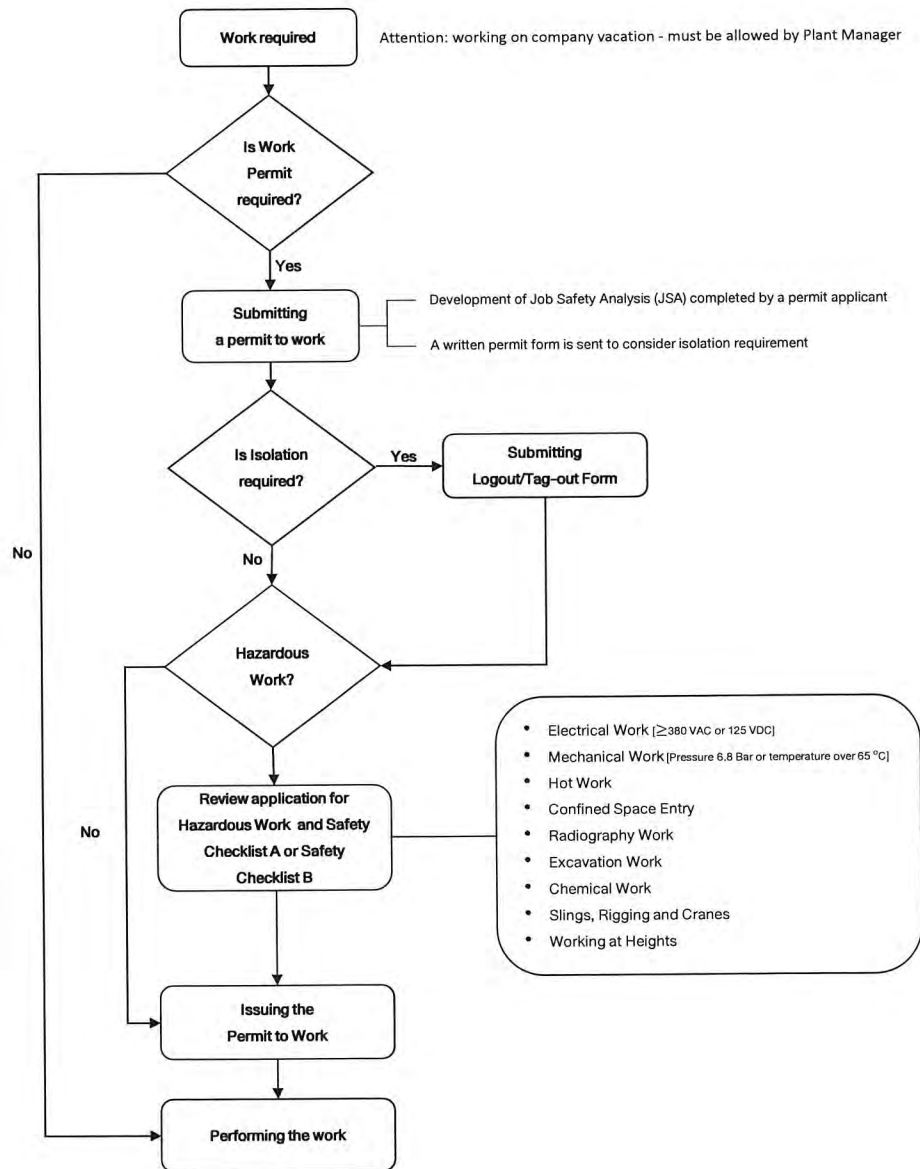 Work required
Attention: working on company vacation - must be allowed by Plant Manager
Is Work
Permit
required?
Yes
Submitting
a permit to work
Development of Job Safety Analysis (JSA) completed by a permit applicant
A written permit form is sent to consider isolation requirement
Is Isolation
required?
Yes
Submitting
Logout/Tag-out Form
No
No
Hazardous
Work?
Electrical Work [≥380 VAC or 125 VDC]
Mechanical Work [Pressure 6.8 Bar or temperature over 65 °C]
Hot Work
Confined Space Entry
Radiography Work
Excavation Work
Chemical Work
Slings, Rigging and Cranes
Working at Heights
No
Review application for
Hazardous Work and Safety
Checklist A or Safety
Checklist B
Issuing the
Permit to Work
Performing the work